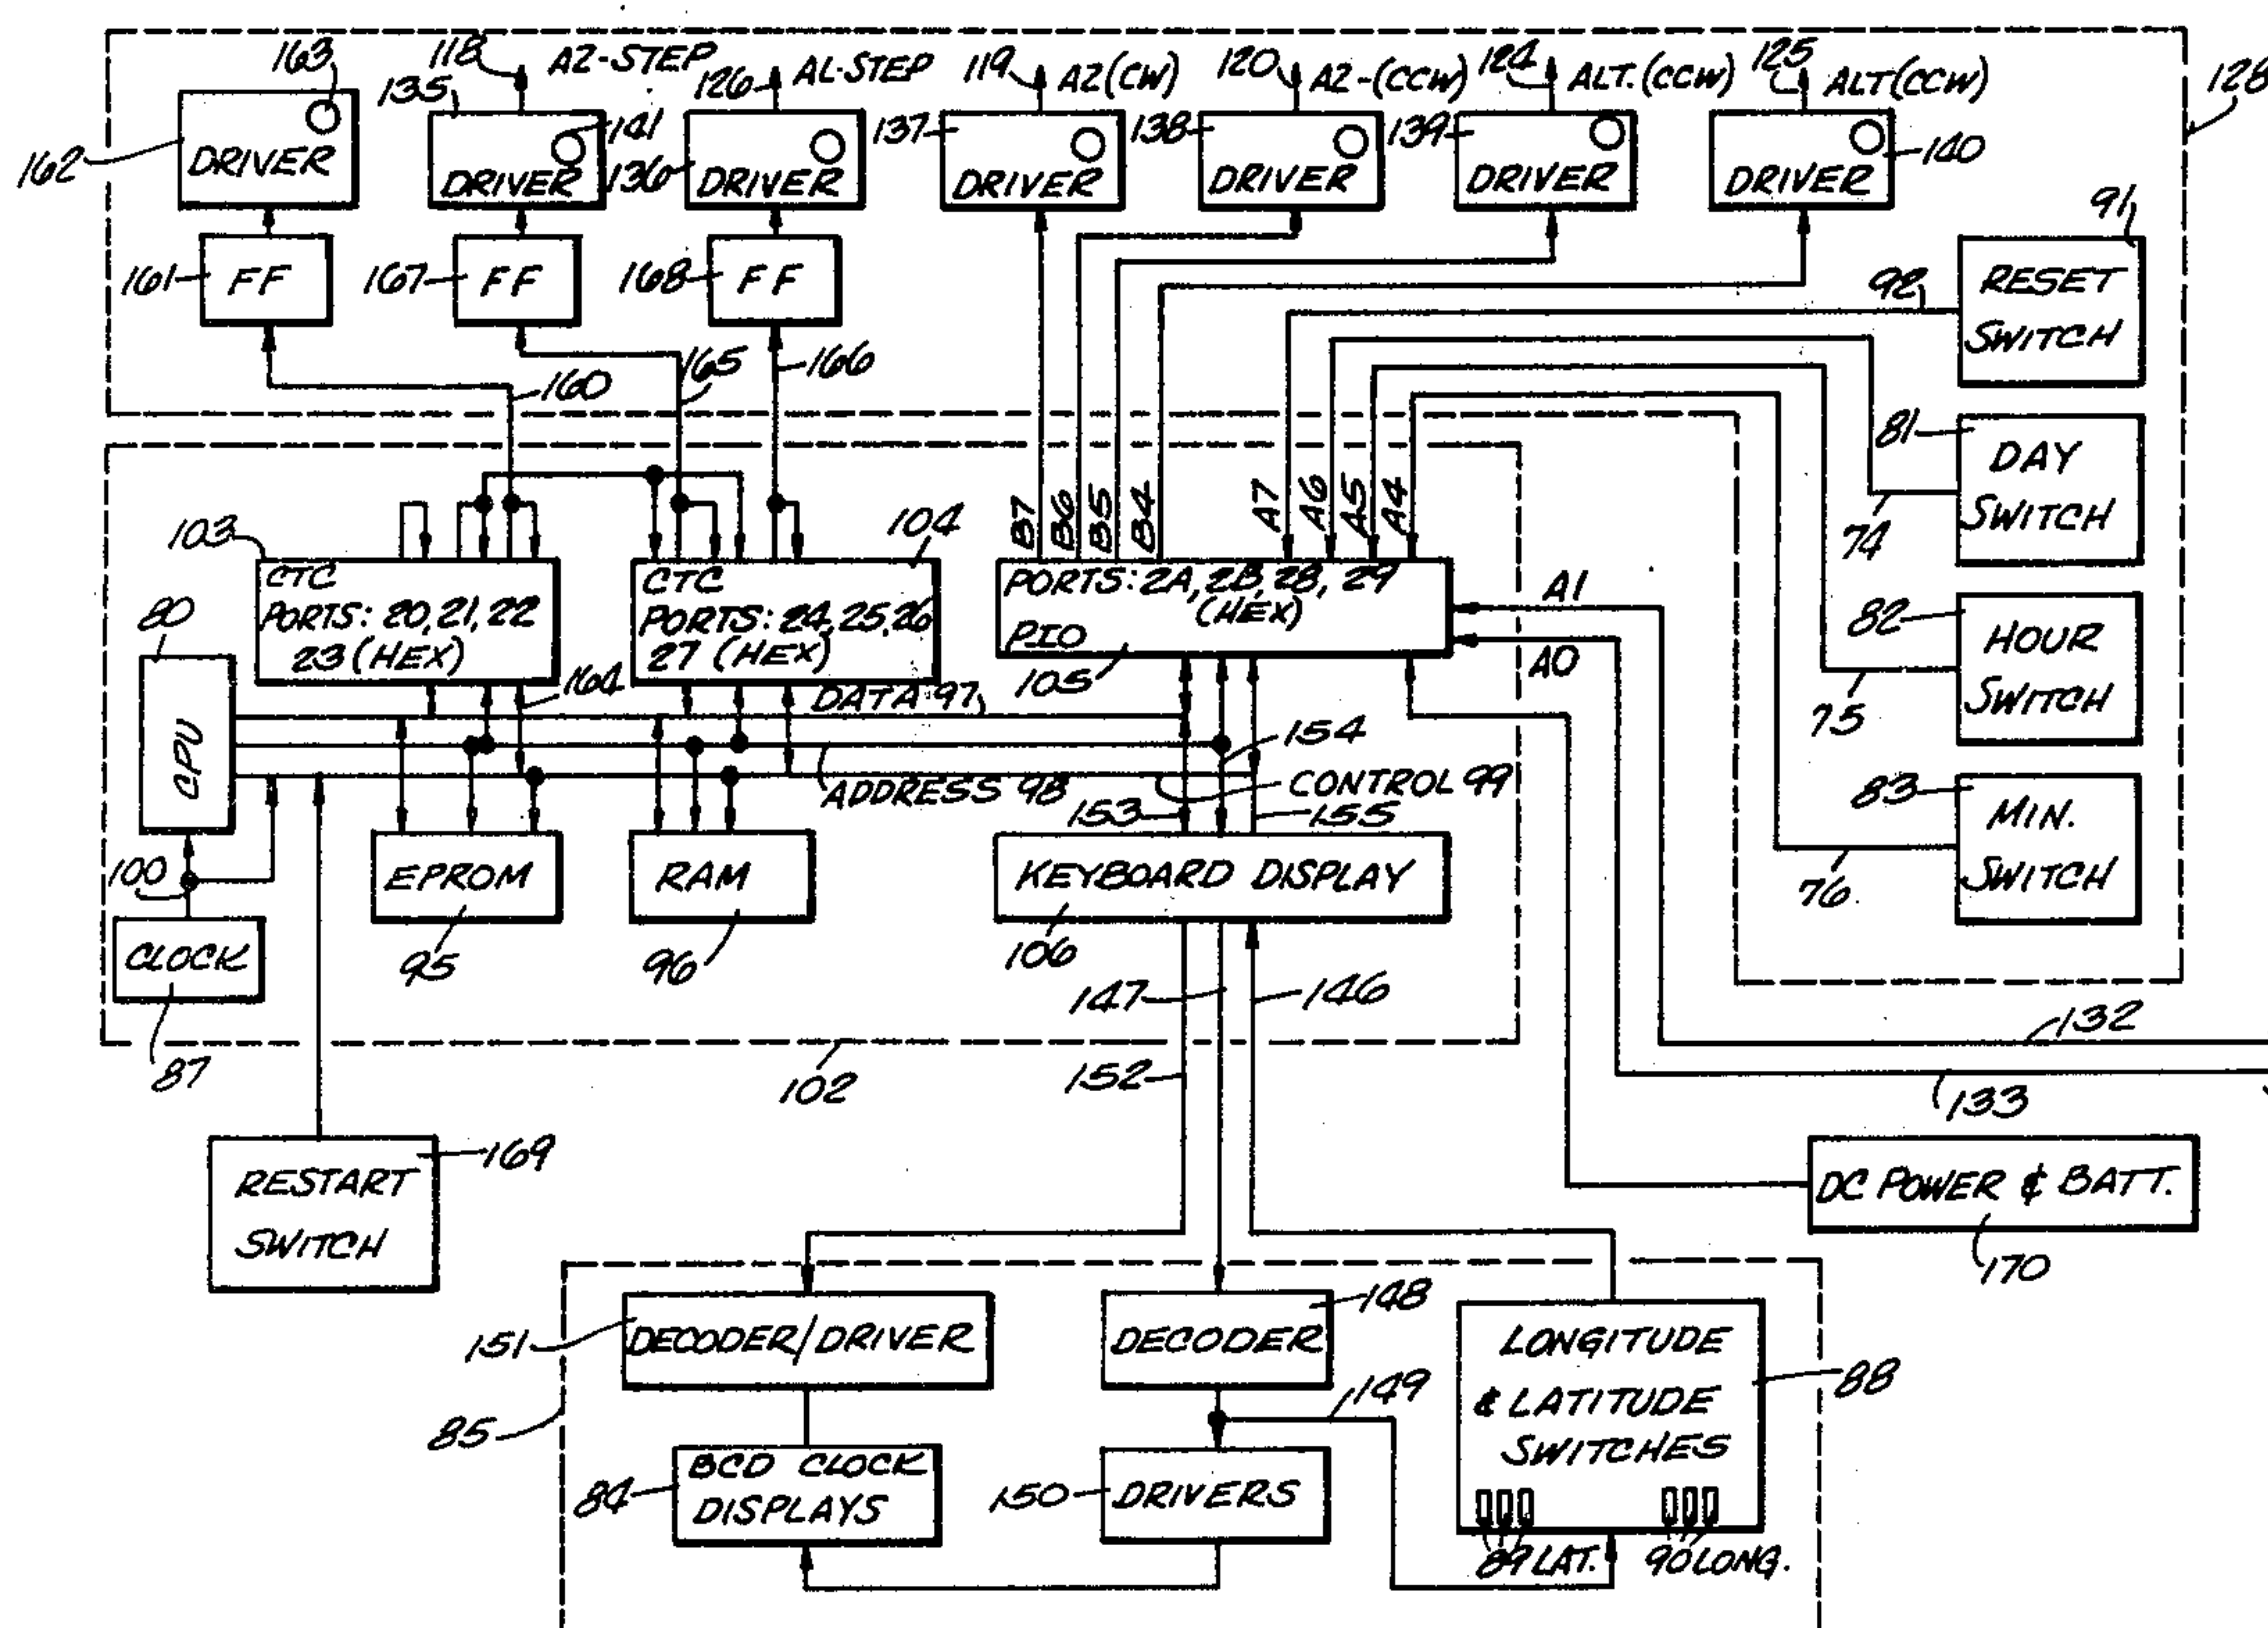 163
118
AZ-STEP
126
AL-STEP
119
AZ(CW)
120
AZ-(CCW)
124
ALT.(CCW)
125
ALT(CCW)
128
135
141
162
DRIVER
DRIVER
136
DRIVER
137
DRIVER
138
DRIVER
139
DRIVER
DRIVER
140
161
FF
167
FF
168
FF
91
RESET
SWITCH
92
160
165
166
81
DAY
SWITCH
74
B7
B6
B5
B4
A7
A6
A5
A4
103
CTC
PORTS: 20,21,22
23 (HEX)
104
CTC
PORTS: 24,25,26
27 (HEX)
PORTS: 2A, 2B, 28, 29
(HEX)
PIO
105
A1
A0
82
HOUR
SWITCH
75
80
CPU
164
DATA 97
154
ADDRESS 98
CONTROL 99
153
155
83
MIN.
SWITCH
76
100
EPROM
95
RAM
96
KEYBOARD DISPLAY
106
CLOCK
87
147
146
102
152
132
133
RESTART
SWITCH
169
DC POWER & BATT.
170
151
DECODER/DRIVER
148
DECODER
LONGITUDE
& LATITUDE
SWITCHES
88
149
85
84
BCD CLOCK
DISPLAYS
150
DRIVERS
89 LAT.
90 LONG.